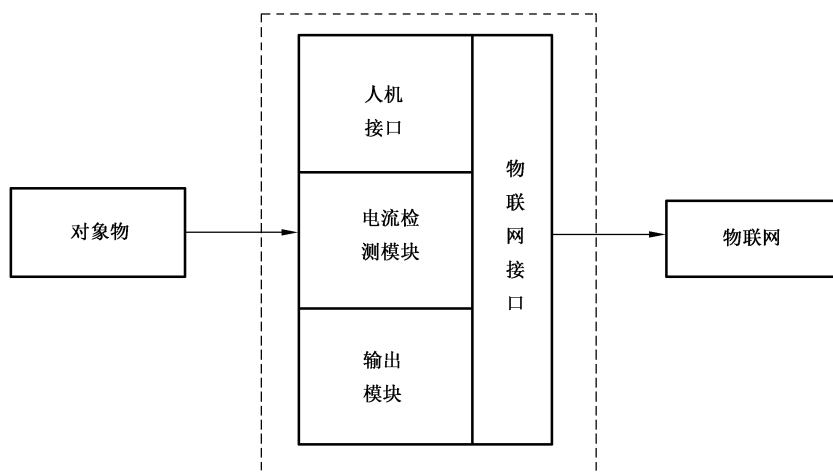 对象物
人机
接口
电流检
测模块
输出
模块
物
联
网
接
口
物联网